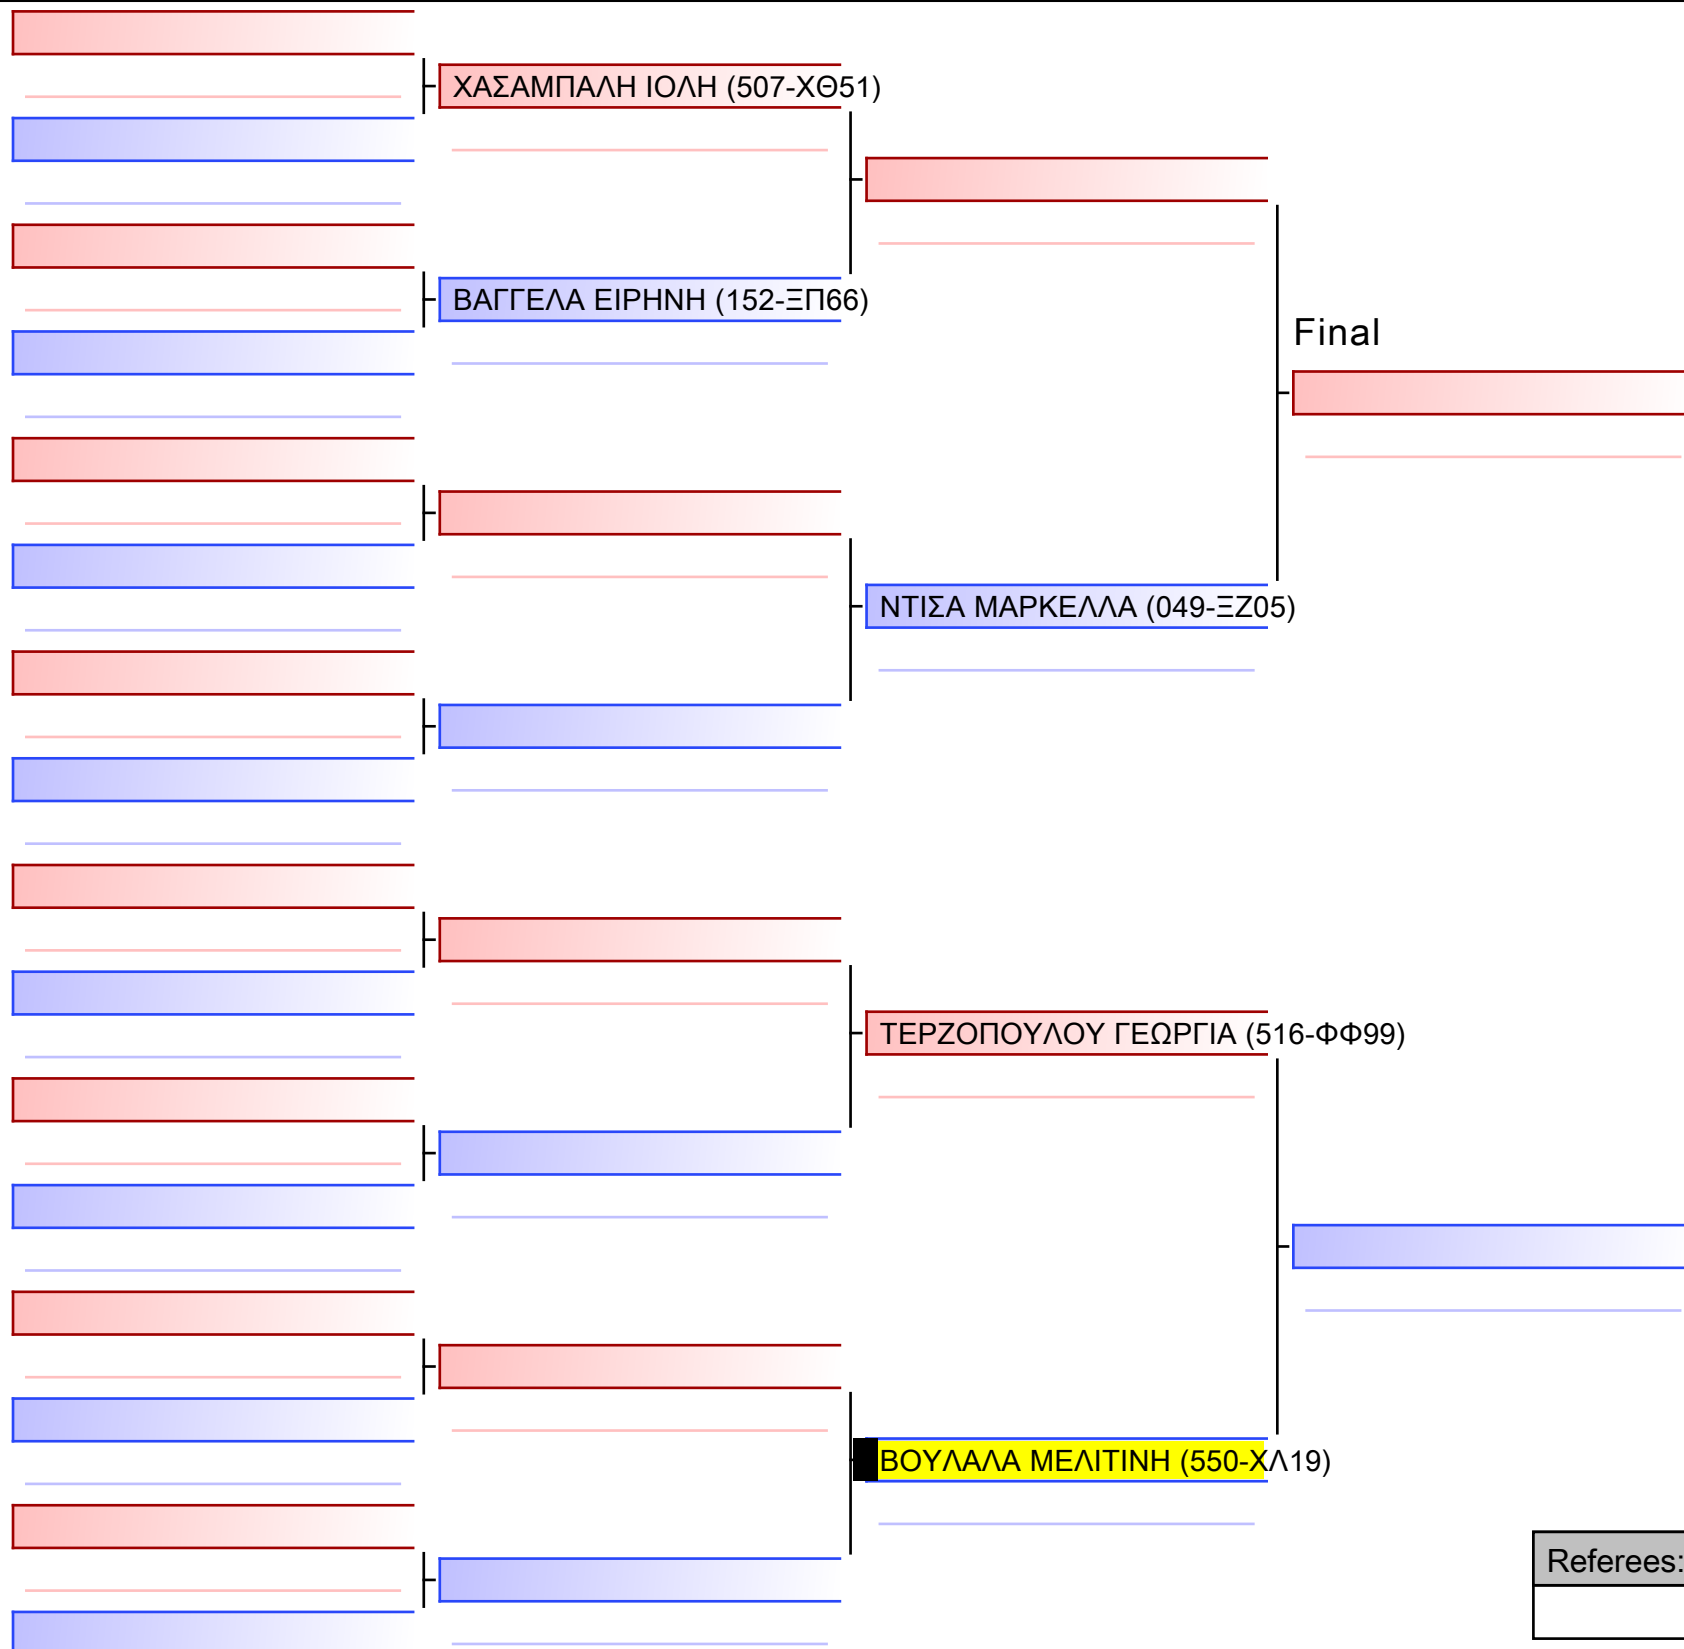 ΧΑΣΑΜΠΑΛΗ ΙΟΛΗ (507-ΧΘ51)
ΒΑΓΓΕΛΑ ΕΙΡΗΝΗ (152-ΞΠ66)
Final
ΝΤΙΣΑ ΜΑΡΚΕΛΛΑ (049-ΞΖ05)
ΤΕΡΖΟΠΟΥΛΟΥ ΓΕΩΡΓΙΑ (516-ΦΦ99)
ΒΟΥΛΑΛΑ ΜΕΛΙΤΙΝΗ (550-ΧΛ19)
Referees: